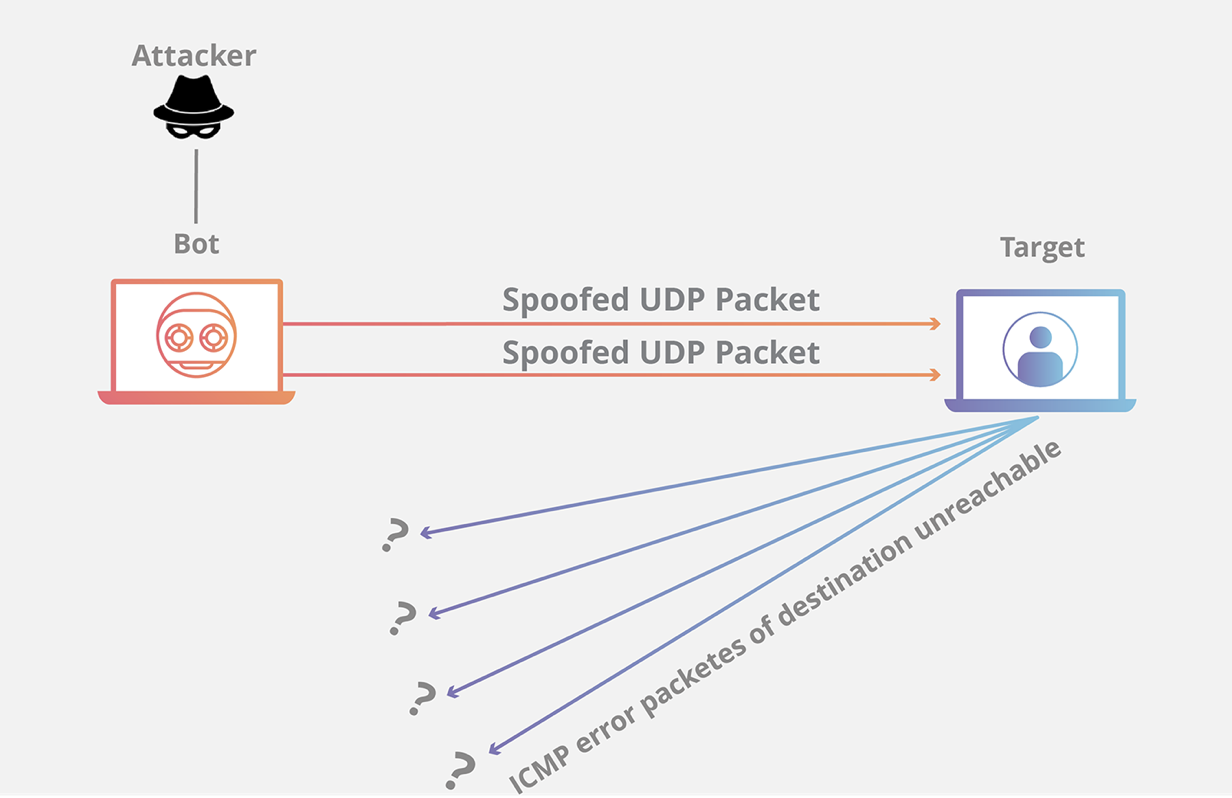 Attacker
Bot
Target
Spoofed UDP Packet
Spoofed UDP Packet
?
?
?
?
ICMP error packetes of destination unreachable